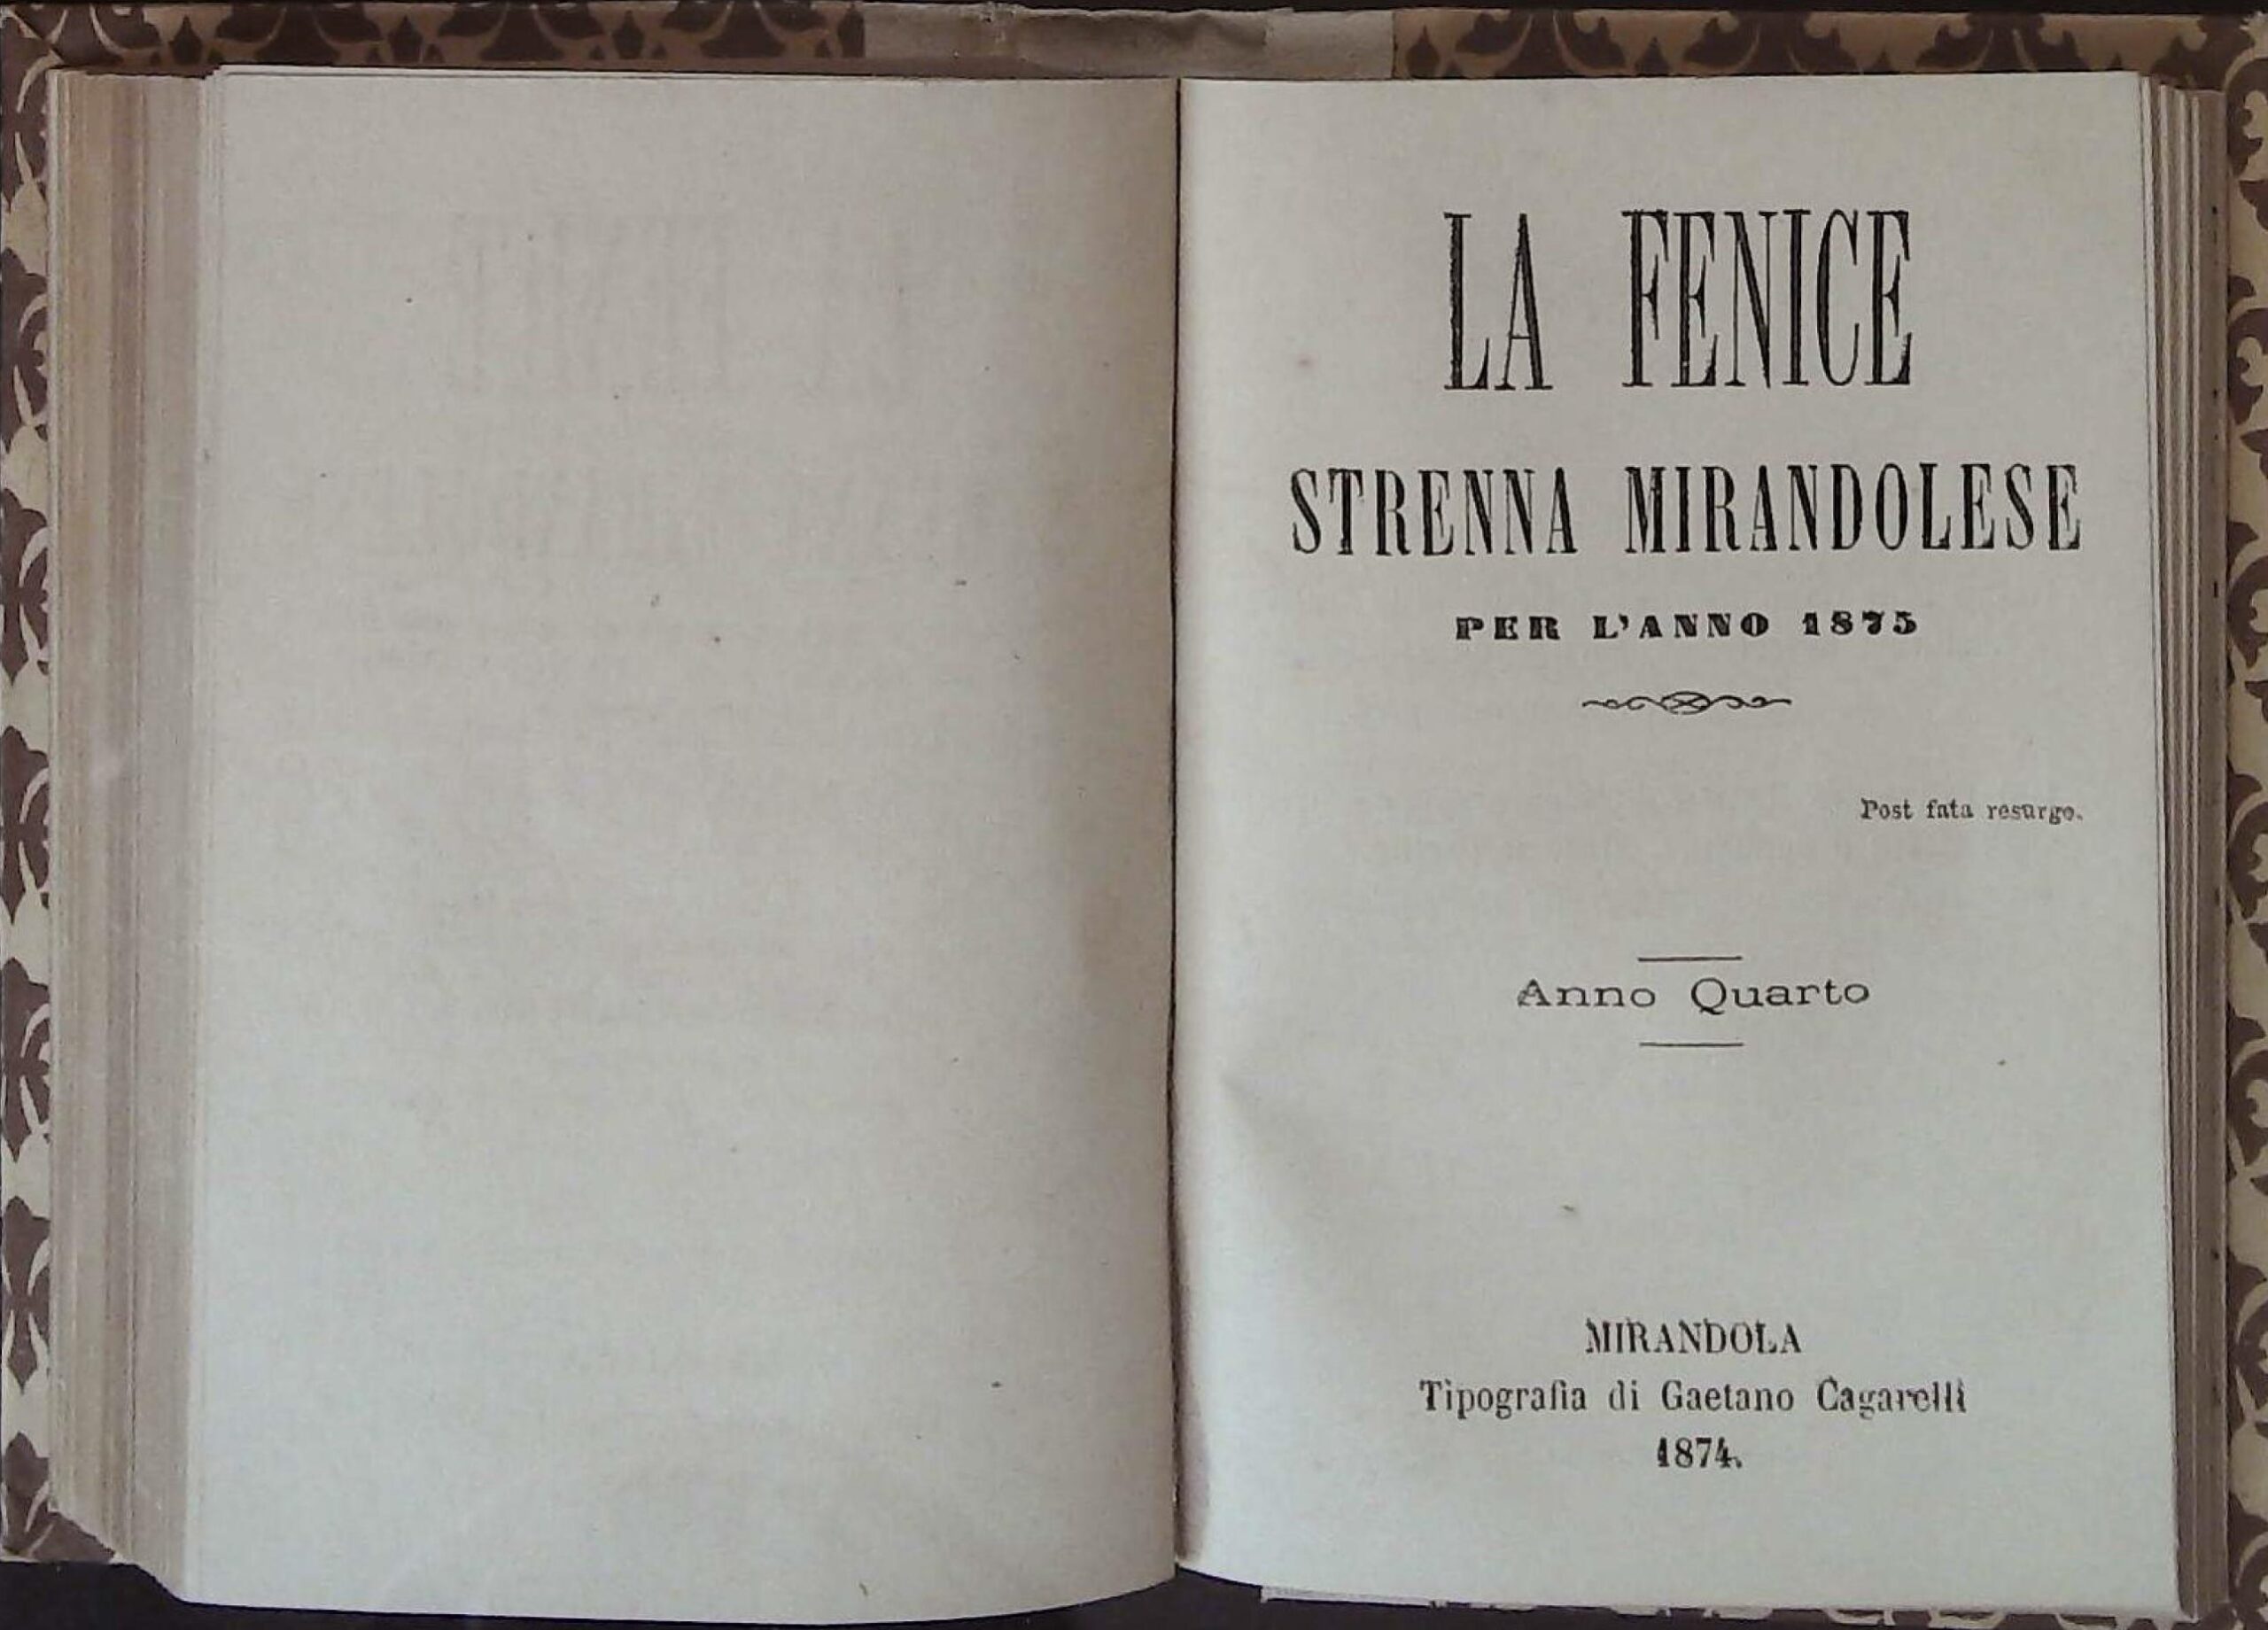 LA FENICE
STRENNA MIRANDOLESE
PER L'ANNO 1875
Post fata resurgo.
Anno Quarto
MIRANDOLA
Tipografia di Gaetano Cagarelli
1874.